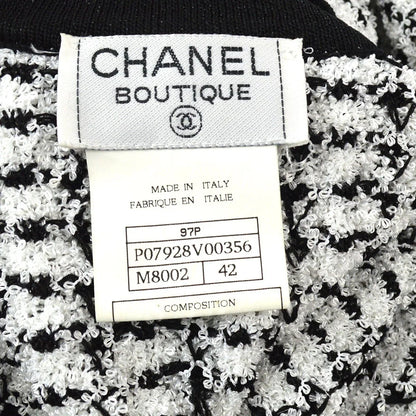 CHANEL
BOUTIQUE
MADE IN ITALY
FABRIQUE EN ITALIE
97P
P07928V00356
M8002 42
COMPOSITION